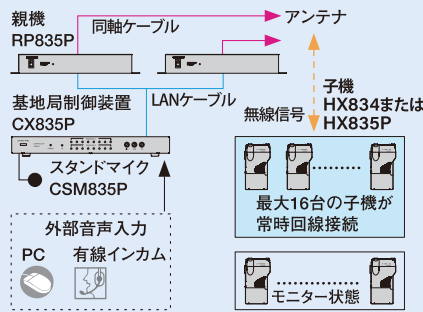 親機
RP835P
同軸ケーブル
アンテナ
基地局制御装置
CX835P
LANケーブル
無線信号
子機
HX834または
HX835P
スタンドマイク
CSM835P
最大16台の子機が
常時回線接続
外部音声入力
PC
有線インカム
モニター状態